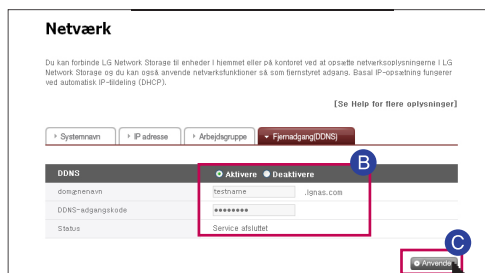 Netværk
Du kan forbinde LG Network Storage til enheder i hjemmet eller på kontoret ved at opsætte netværksoplysningerne i LG
Network Storage og du kan også anvende netværksfunktioner så som fiernstyret adgang. Basal IP-opsætning fungerer
ved automatisk IP-tildeling (DHCP).
[Se Help for flere oplysninger]
Systemnavn IP adresse Arbejdsgruppe Fjernadgang(DDNS)
B
DDNS Aktivere Deaktivere
domænenavn testname .lgnas.com
DDNS-adgangskode ********
Status Service afsluttet
C
Anvende